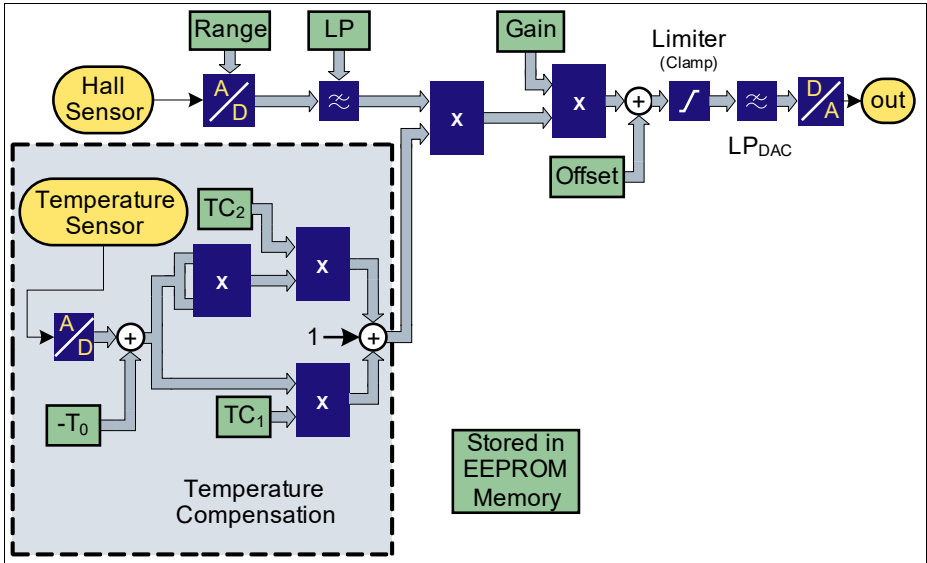 Range
LP
Gain
Limiter
(Clamp)
Hall
Sensor
A
D
x
x
D
A
out
LP_DAC
Offset
Temperature
Sensor
TC₂
x
x
A
D
1
-T₀
TC₁
x
Temperature
Compensation
Stored in
EEPROM
Memory